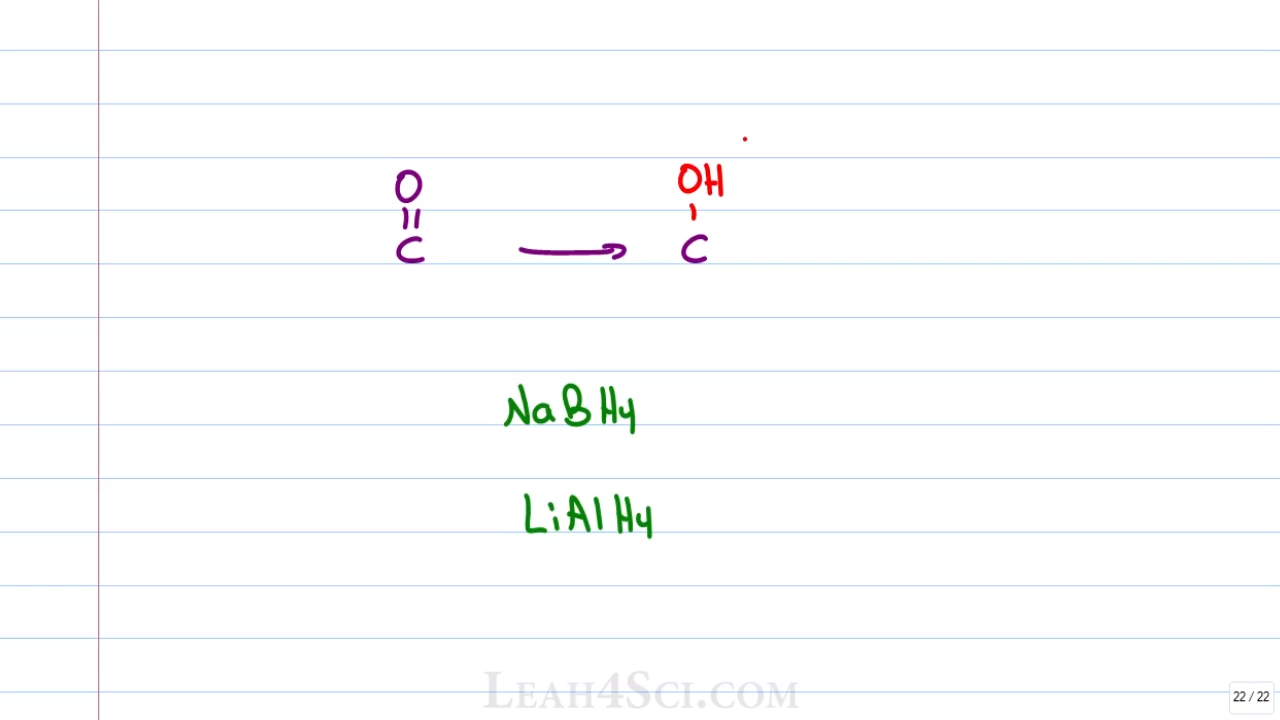 O OH
C C
NaBH4
LiAlH4
LEAH4SCI.COM
22 / 22